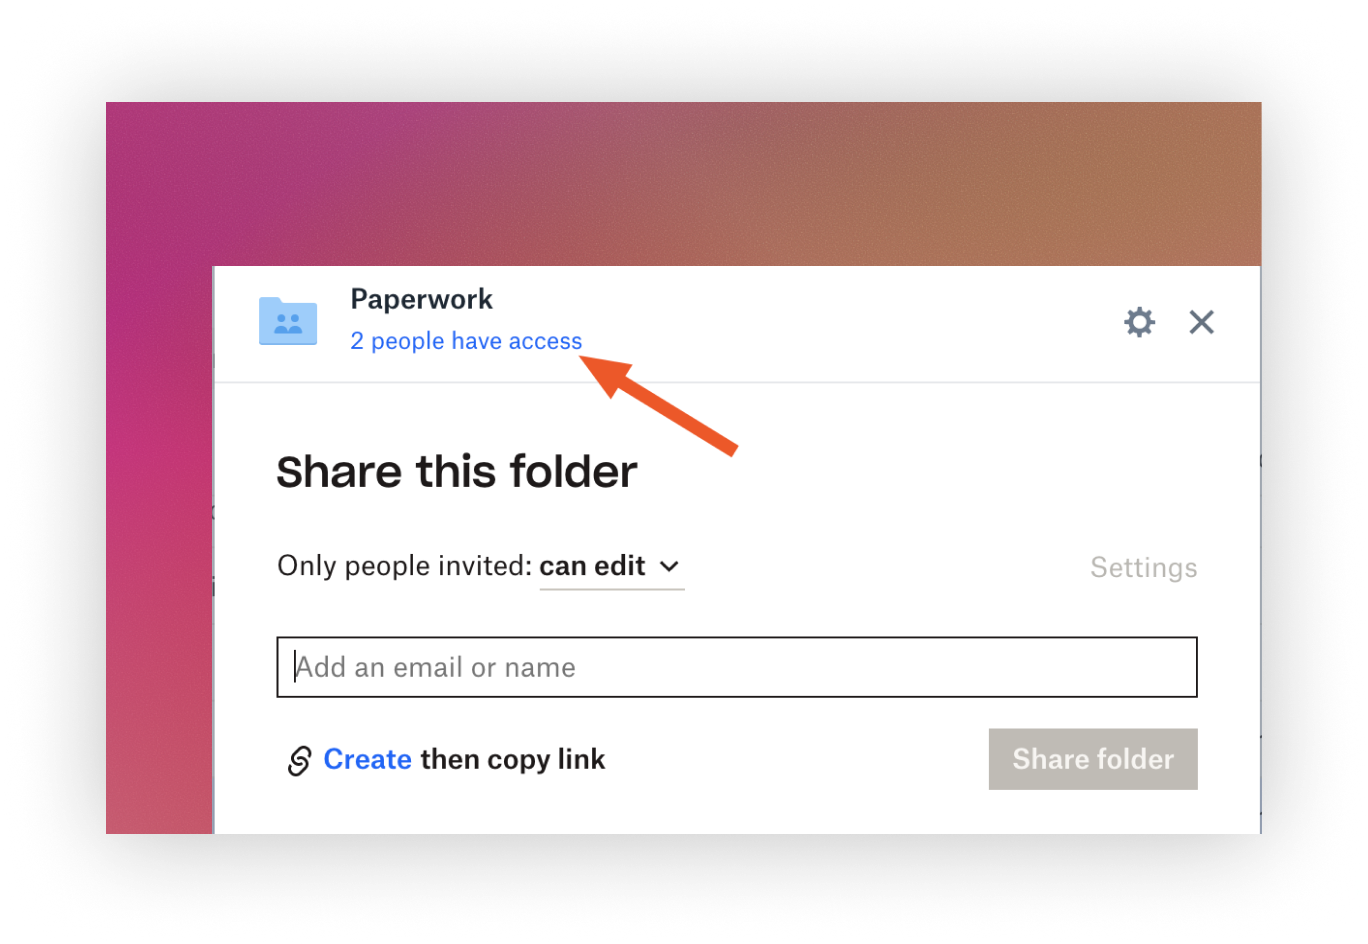 Paperwork
2 people have access
Share this folder
Only people invited: can edit
Settings
Add an email or name
Create then copy link
Share folder